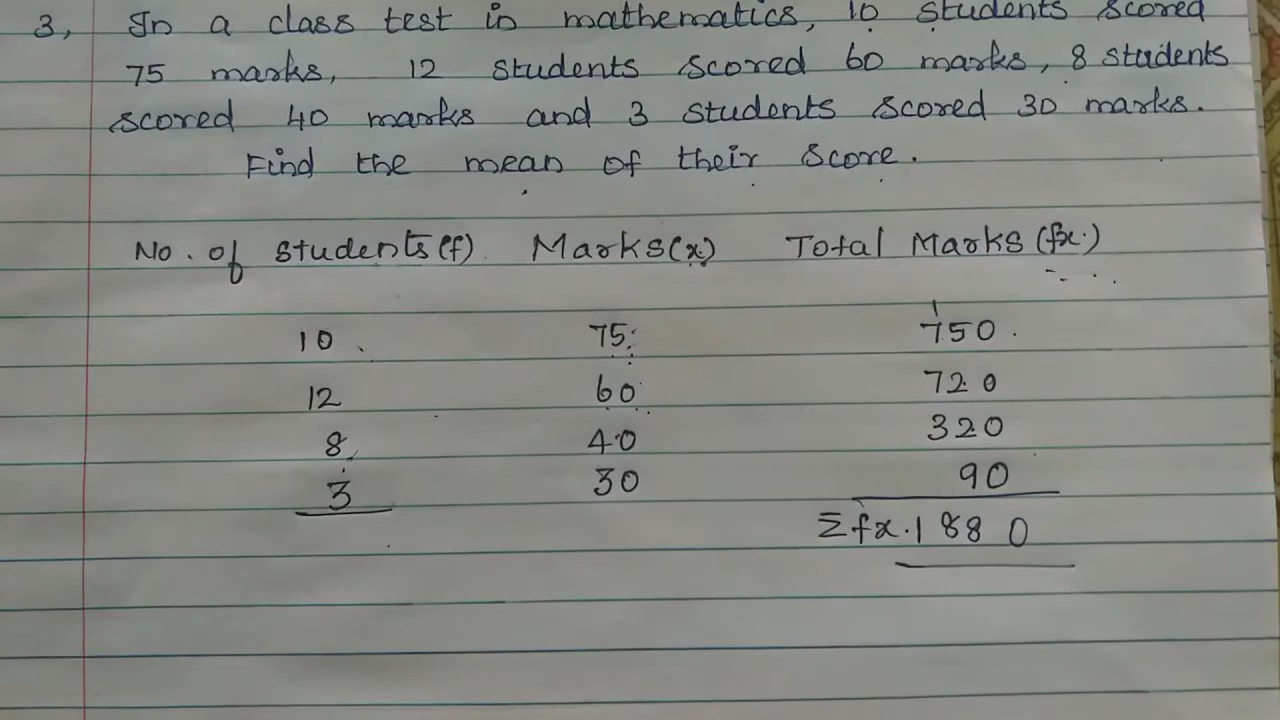 3, In a class test in mathematics, 10 students scored
75 marks, 12 students scored 60 marks, 8 students
scored 40 marks and 3 students scored 30 marks.
Find the mean of their score.
No. of students (f) Marks (x) Total Marks (fx.)
1
10 75 750
12 60 720
8 40 320
3 30 90
Σfx. 1880